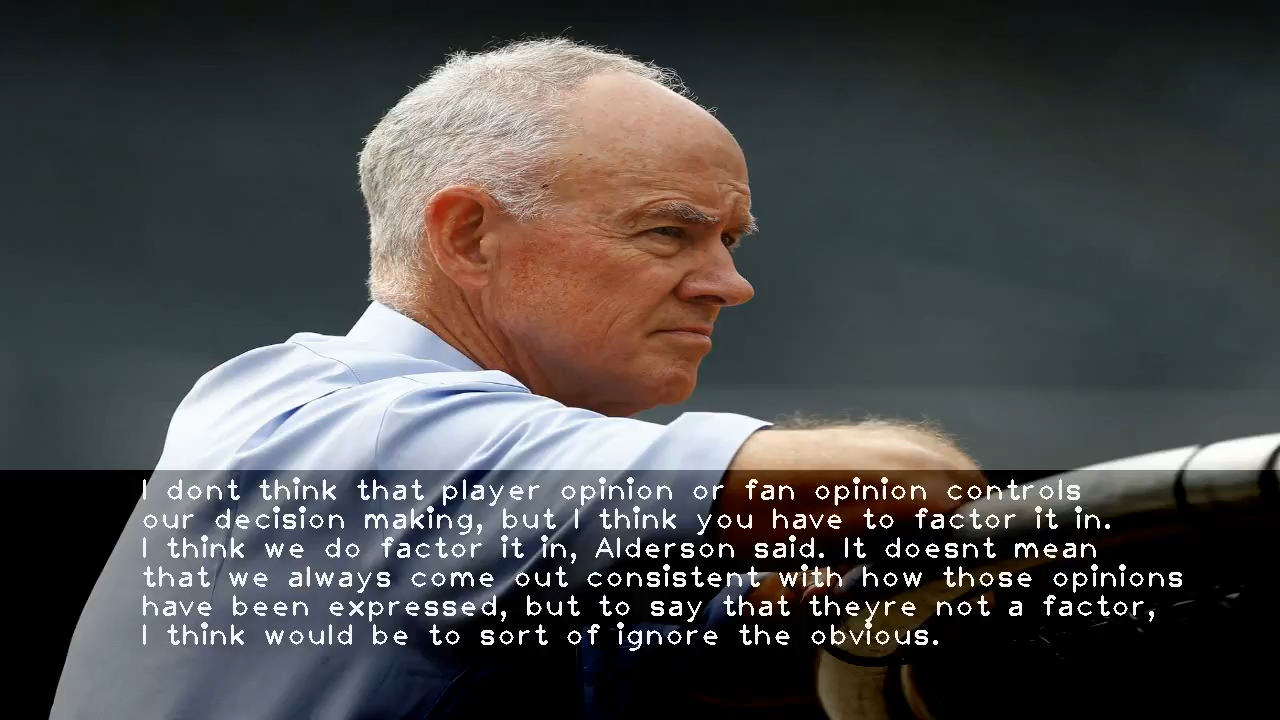 I dont think that player opinion or fan opinion controls
our decision making, but I think you have to factor it in.
I think we do factor it in, Alderson said. It doesnt mean
that we always come out consistent with how those opinions
have been expressed, but to say that theyre not a factor,
I think would be to sort of ignore the obvious.